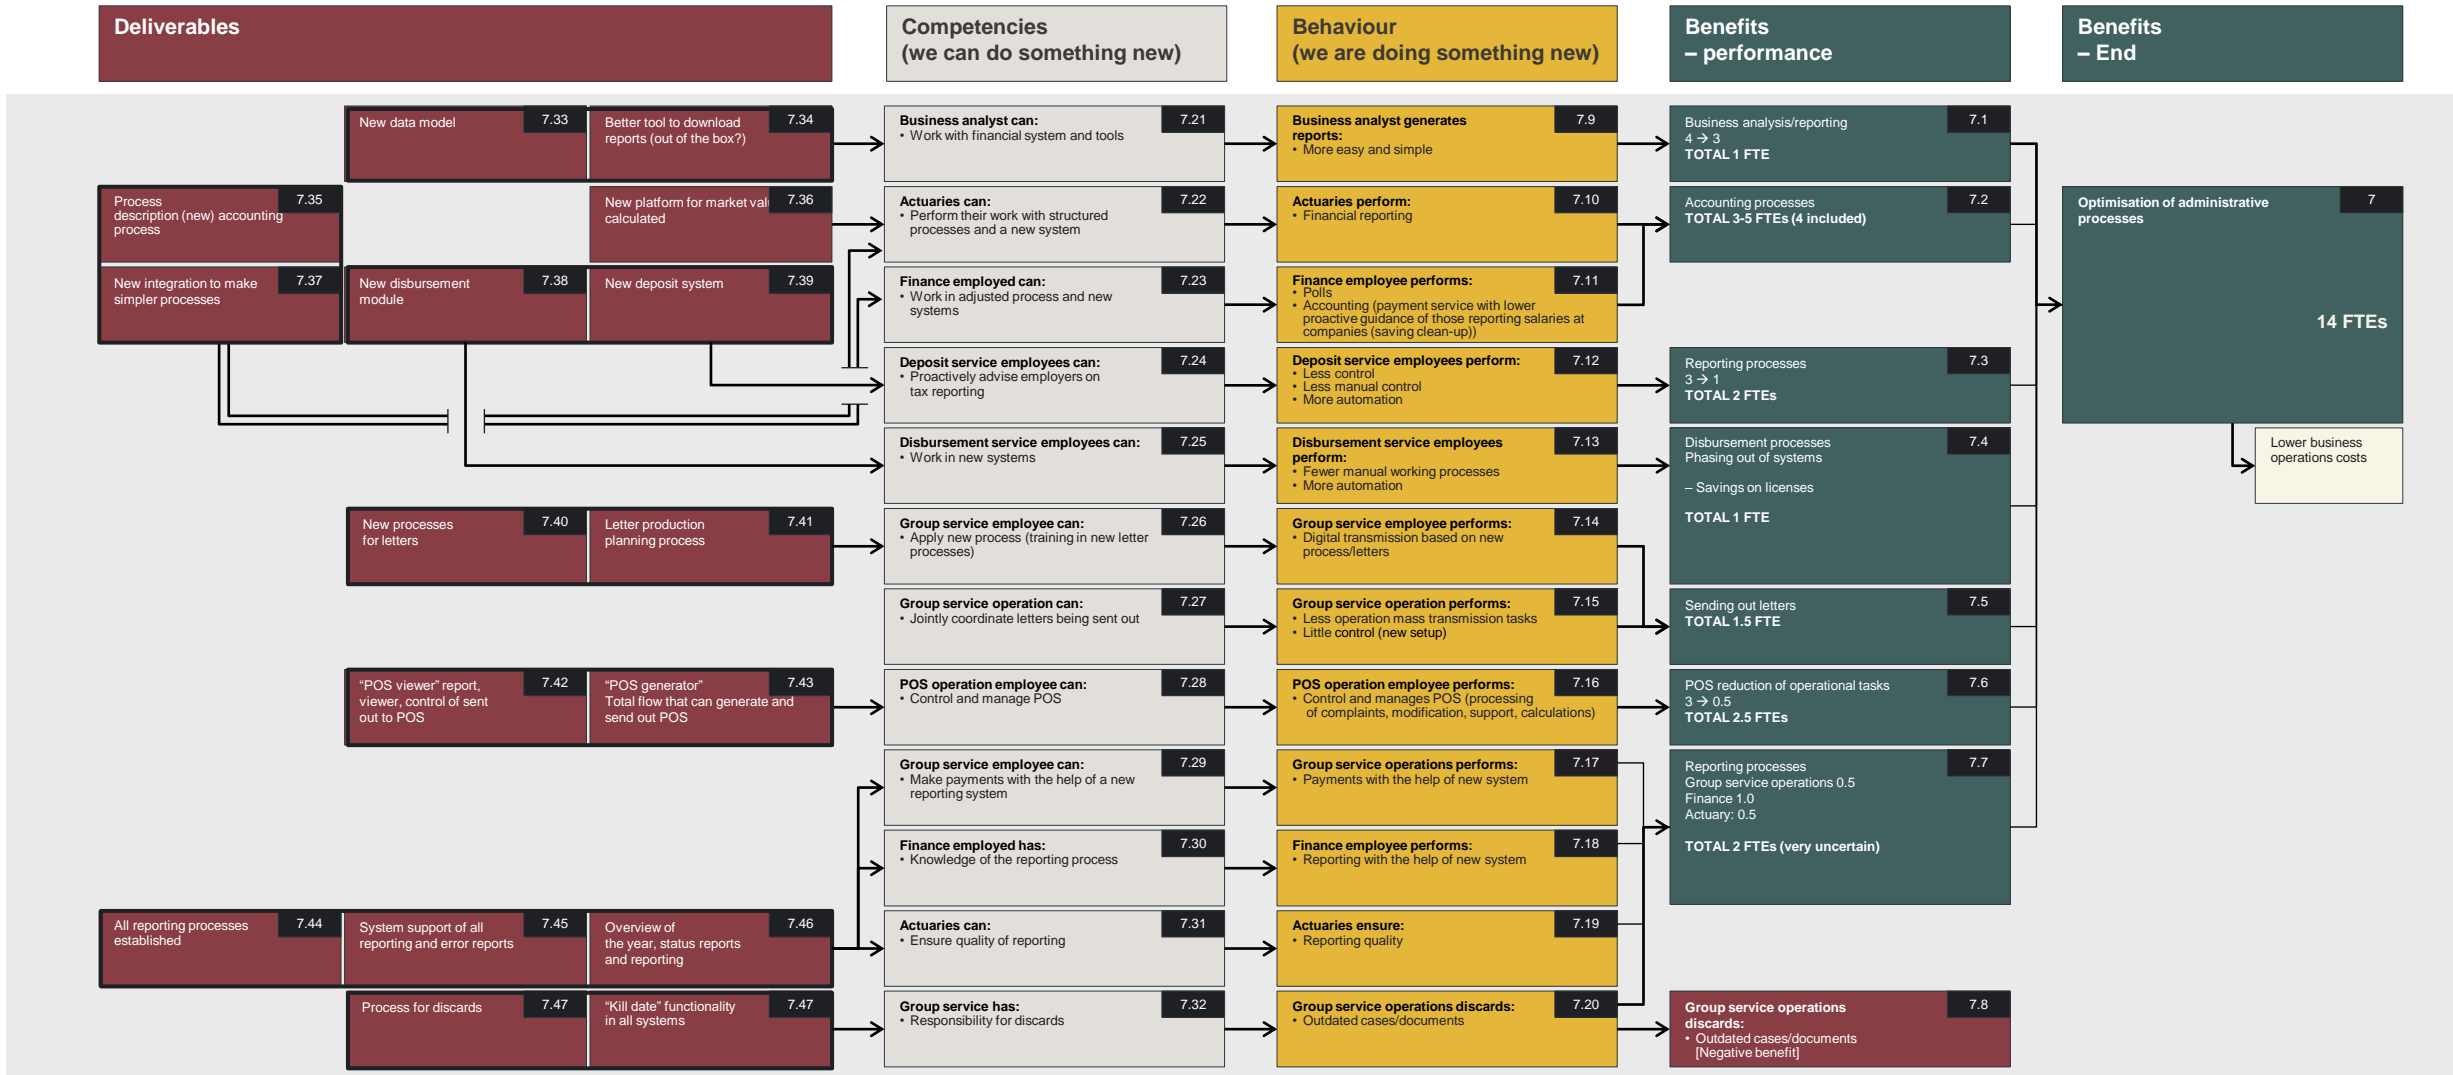 Deliverables
Competencies
(we can do something new)
Behaviour
(we are doing something new)
Benefits
– performance
Benefits
– End
New data model
7.33
Better tool to download
reports (out of the box?)
7.34
Business analyst can:
• Work with financial system and tools
7.21
Business analyst generates
reports:
• More easy and simple
7.9
Business analysis/reporting
4 → 3
TOTAL 1 FTE
7.1
Process
description (new) accounting
process
7.35
New platform for market val
calculated
7.36
Actuaries can:
• Perform their work with structured
processes and a new system
7.22
Actuaries perform:
• Financial reporting
7.10
Accounting processes
TOTAL 3-5 FTEs (4 included)
7.2
Optimisation of administrative
processes
7
14 FTEs
New integration to make
simpler processes
7.37
New disbursement
module
7.38
New deposit system
7.39
Finance employed can:
• Work in adjusted process and new
systems
7.23
Finance employee performs:
• Polls
• Accounting (payment service with lower
proactive guidance of those reporting salaries at
companies (saving clean-up))
7.11
Deposit service employees can:
• Proactively advise employers on
tax reporting
7.24
Deposit service employees perform:
• Less control
• Less manual control
• More automation
7.12
Reporting processes
3 → 1
TOTAL 2 FTEs
7.3
Disbursement service employees can:
• Work in new systems
7.25
Disbursement service employees
perform:
• Fewer manual working processes
• More automation
7.13
Disbursement processes
Phasing out of systems
– Savings on licenses
TOTAL 1 FTE
7.4
Lower business
operations costs
New processes
for letters
7.40
Letter production
planning process
7.41
Group service employee can:
• Apply new process (training in new letter
processes)
7.26
Group service employee performs:
• Digital transmission based on new
process/letters
7.14
Group service operation can:
• Jointly coordinate letters being sent out
7.27
Group service operation performs:
• Less operation mass transmission tasks
• Little control (new setup)
7.15
Sending out letters
TOTAL 1.5 FTE
7.5
“POS viewer” report,
viewer, control of sent
out to POS
7.42
“POS generator”
Total flow that can generate and
send out POS
7.43
POS operation employee can:
• Control and manage POS
7.28
POS operation employee performs:
• Control and manages POS (processing
of complaints, modification, support, calculations)
7.16
POS reduction of operational tasks
3 → 0.5
TOTAL 2.5 FTEs
7.6
Group service employee can:
• Make payments with the help of a new
reporting system
7.29
Group service operations performs:
• Payments with the help of new system
7.17
Reporting processes
Group service operations 0.5
Finance 1.0
Actuary: 0.5
TOTAL 2 FTEs (very uncertain)
7.7
Finance employed has:
• Knowledge of the reporting process
7.30
Finance employee performs:
• Reporting with the help of new system
7.18
All reporting processes
established
7.44
System support of all
reporting and error reports
7.45
Overview of
the year, status reports
and reporting
7.46
Actuaries can:
• Ensure quality of reporting
7.31
Actuaries ensure:
• Reporting quality
7.19
Process for discards
7.47
“Kill date” functionality
in all systems
7.47
Group service has:
• Responsibility for discards
7.32
Group service operations discards:
• Outdated cases/documents
7.20
Group service operations
discards:
• Outdated cases/documents
[Negative benefit]
7.8